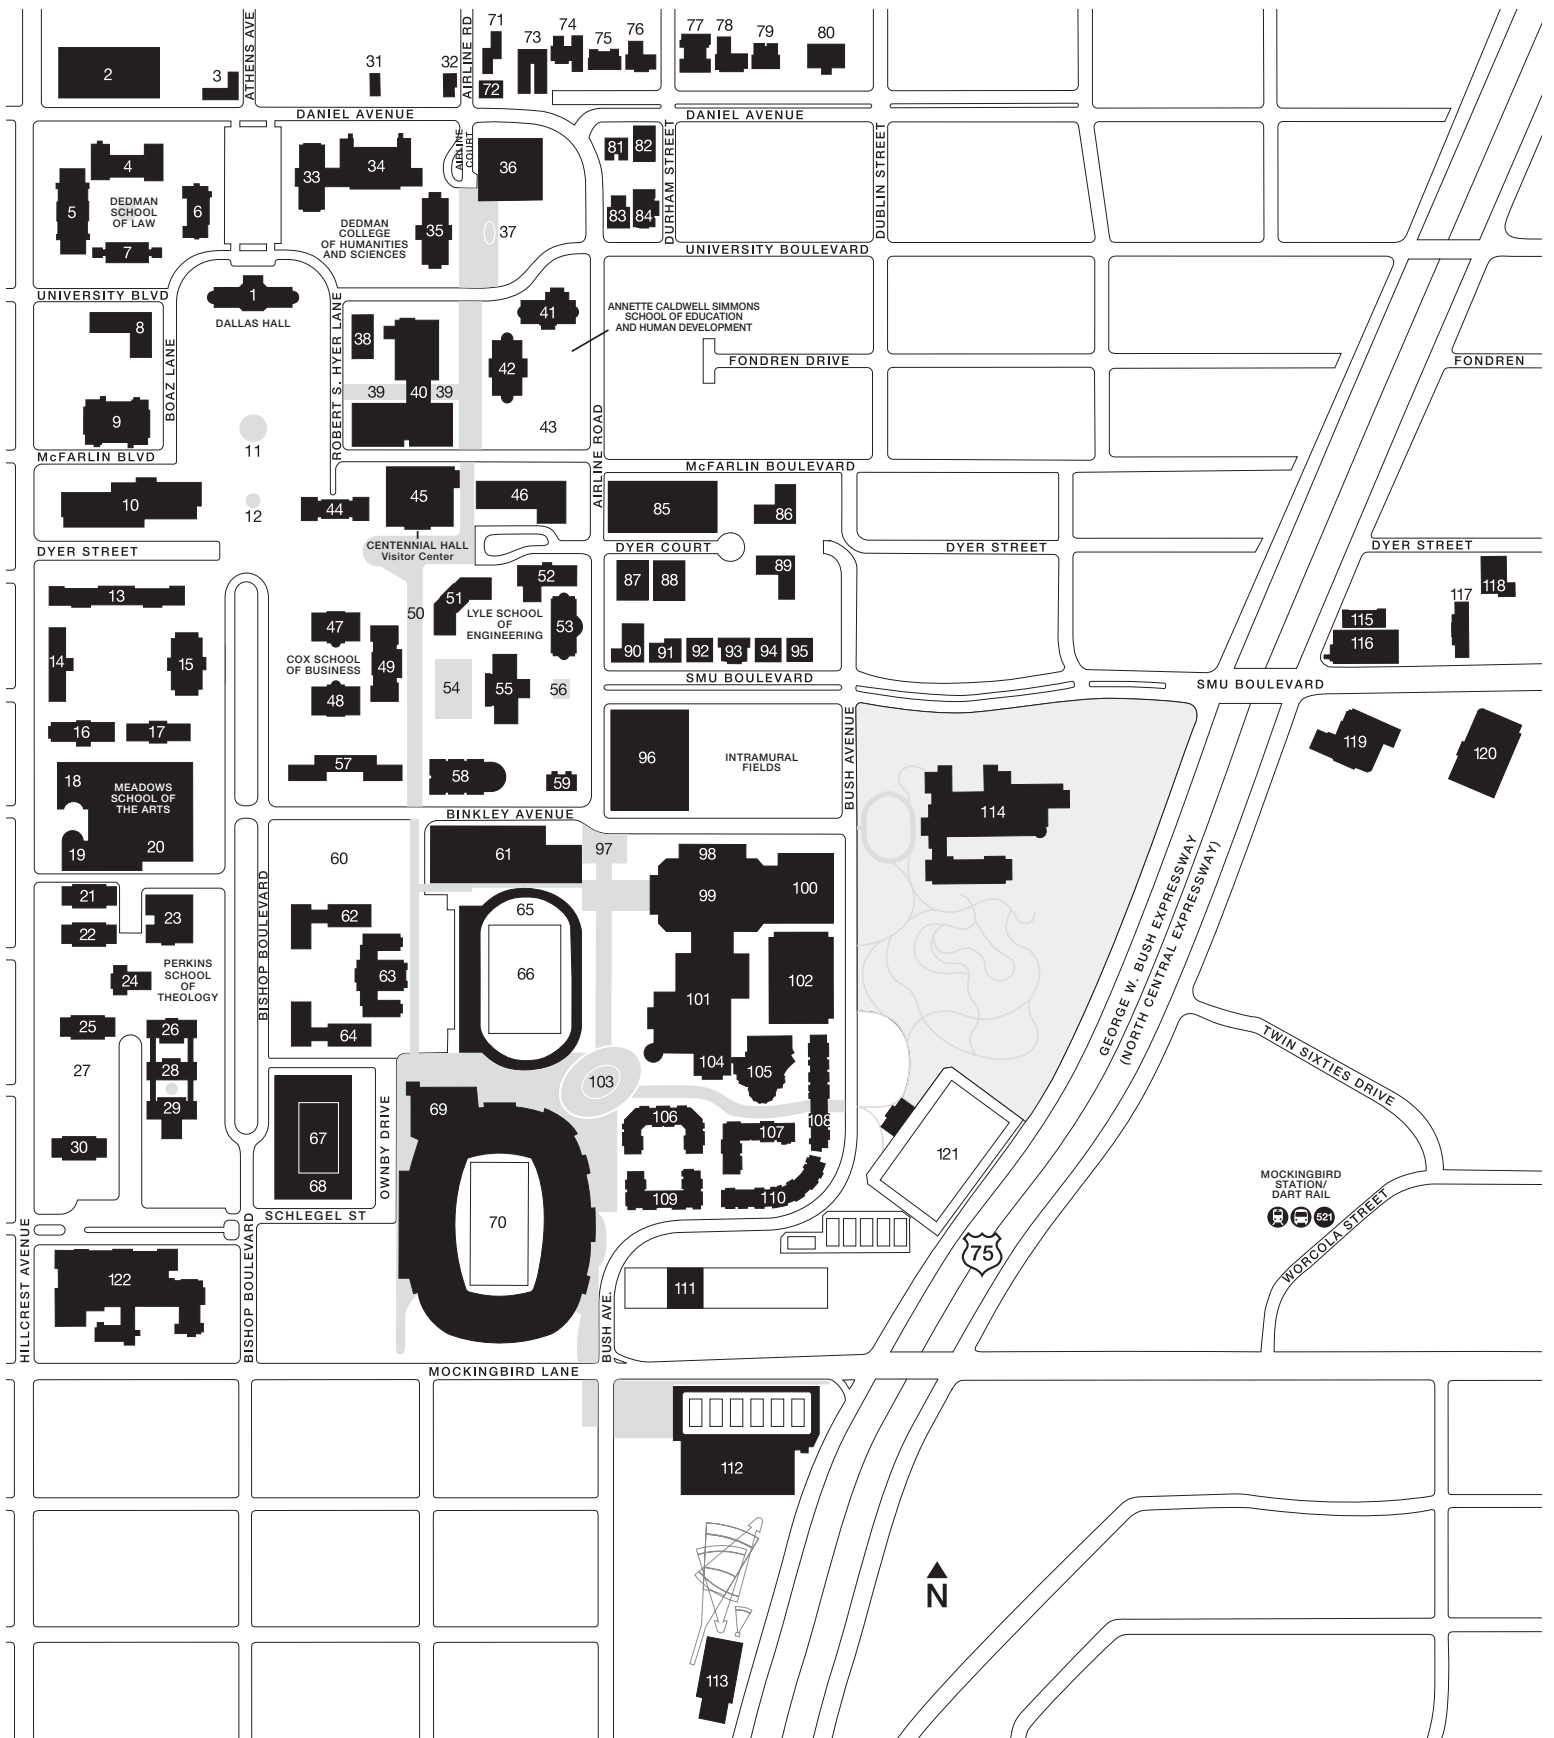 71
74
73
75
76
77
78
79
80
ATHENS AVE
AIRLINE RD
2
3
31
32
72
DANIEL AVENUE
DANIEL AVENUE
AIRLINE
COURT
DURHAM STREET
DUBLIN STREET
4
5
6
7
DEDMAN
SCHOOL
OF LAW
33
34
35
36
37
DEDMAN
COLLEGE
OF HUMANITIES
AND SCIENCES
81
82
83
84
UNIVERSITY BOULEVARD
UNIVERSITY BLVD
1
DALLAS HALL
ROBERT S. HYER LANE
BOAZ LANE
8
9
38
39
40
39
41
42
43
ANNETTE CALDWELL SIMMONS
SCHOOL OF EDUCATION
AND HUMAN DEVELOPMENT
FONDREN DRIVE
FONDREN
AIRLINE ROAD
11
McFARLIN BLVD
McFARLIN BOULEVARD
10
12
44
45
46
85
86
CENTENNIAL HALL
Visitor Center
DYER STREET
DYER COURT
DYER STREET
DYER STREET
13
14
15
16
17
47
48
49
COX SCHOOL
OF BUSINESS
50
51
52
53
LYLE SCHOOL
OF
ENGINEERING
54
55
56
57
58
59
87
88
89
90
91
92
93
94
95
115
116
117
118
SMU BOULEVARD
SMU BOULEVARD
96
INTRAMURAL
FIELDS
BUSH AVENUE
119
120
18
MEADOWS
SCHOOL OF
THE ARTS
19
20
BINKLEY AVENUE
114
60
61
97
98
99
100
BISHOP BOULEVARD
GEORGE W. BUSH EXPRESSWAY
(NORTH CENTRAL EXPRESSWAY)
21
22
23
24
PERKINS
SCHOOL
OF
THEOLOGY
25
26
27
28
29
30
62
63
64
65
66
101
102
103
104
105
TWIN SIXTIES DRIVE
67
68
OWNBY DRIVE
69
70
106
107
108
109
110
121
MOCKINGBIRD
STATION/
DART RAIL
521
WORCOLA STREET
SCHLEGEL ST
75
HILLCREST AVENUE
BISHOP BOULEVARD
122
111
BUSH AVE.
MOCKINGBIRD LANE
112
N
113